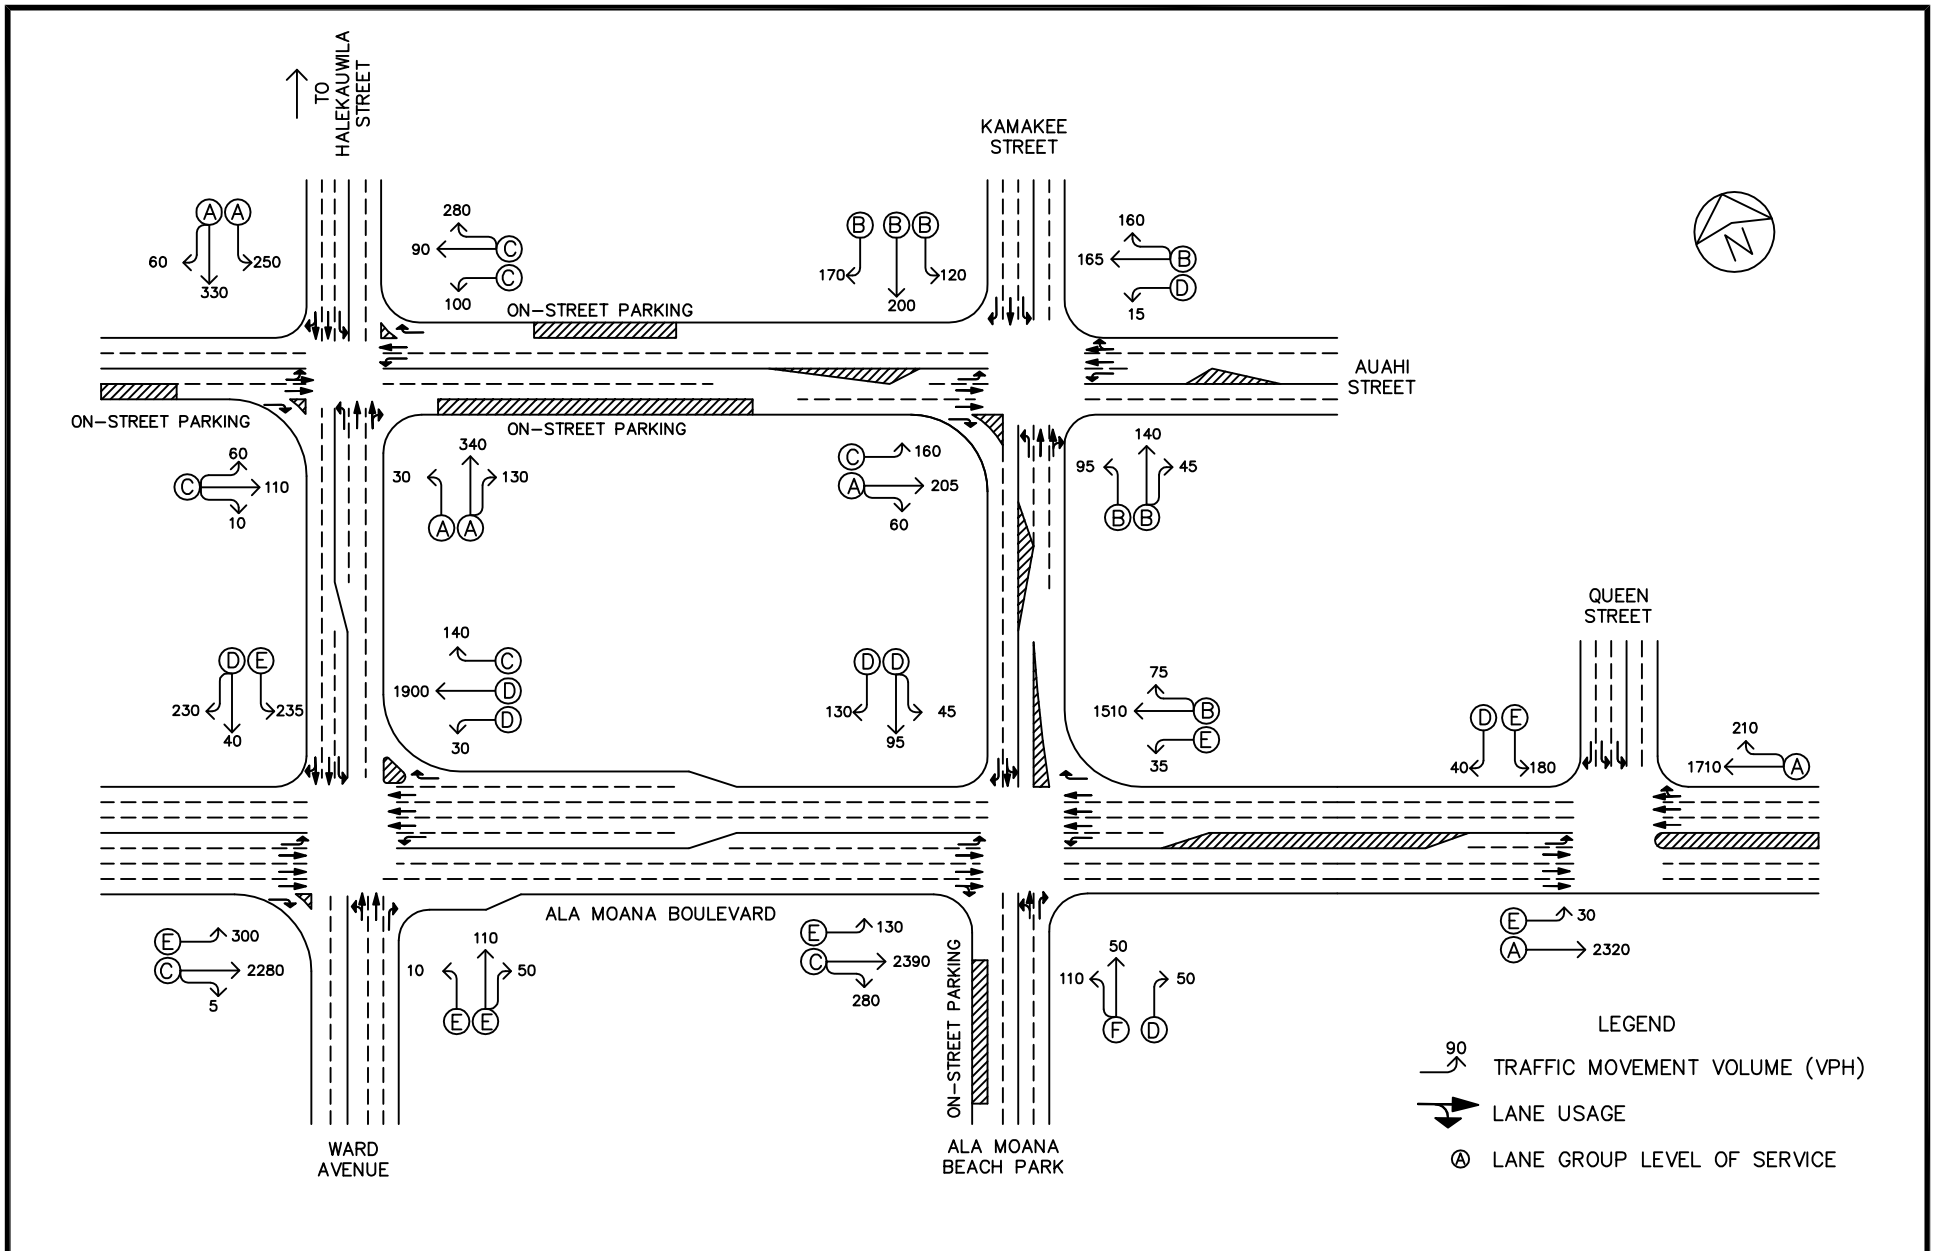 TO
HALEKAUWILA
STREET
KAMAKEE
STREET
N
A A
60
330
250
280
90
C
C
100
B B B
170
200
120
160
165
B
D
15
ON-STREET PARKING
AUAHI
STREET
ON-STREET PARKING
ON-STREET PARKING
60
C
110
10
340
30
130
A A
C
160
A
205
60
140
95
45
B B
QUEEN
STREET
D E
230
40
235
140
C
1900
D
D
30
D D
130
95
45
75
1510
B
E
35
D E
40
180
210
1710
A
ALA MOANA BOULEVARD
E
300
C
2280
5
110
10
50
E E
E
130
C
2390
280
ON-STREET PARKING
50
110
50
F D
E
30
A
2320
WARD
AVENUE
ALA MOANA
BEACH PARK
LEGEND
90
TRAFFIC MOVEMENT VOLUME (VPH)
LANE USAGE
A LANE GROUP LEVEL OF SERVICE